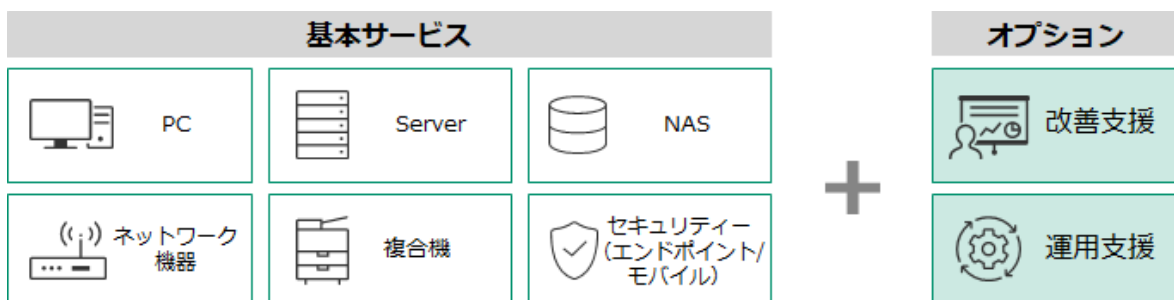 基本サービス
オプション
PC
Server
NAS
改善支援
ネットワーク
機器
複合機
セキュリティー
(エンドポイント/
モバイル)
運用支援